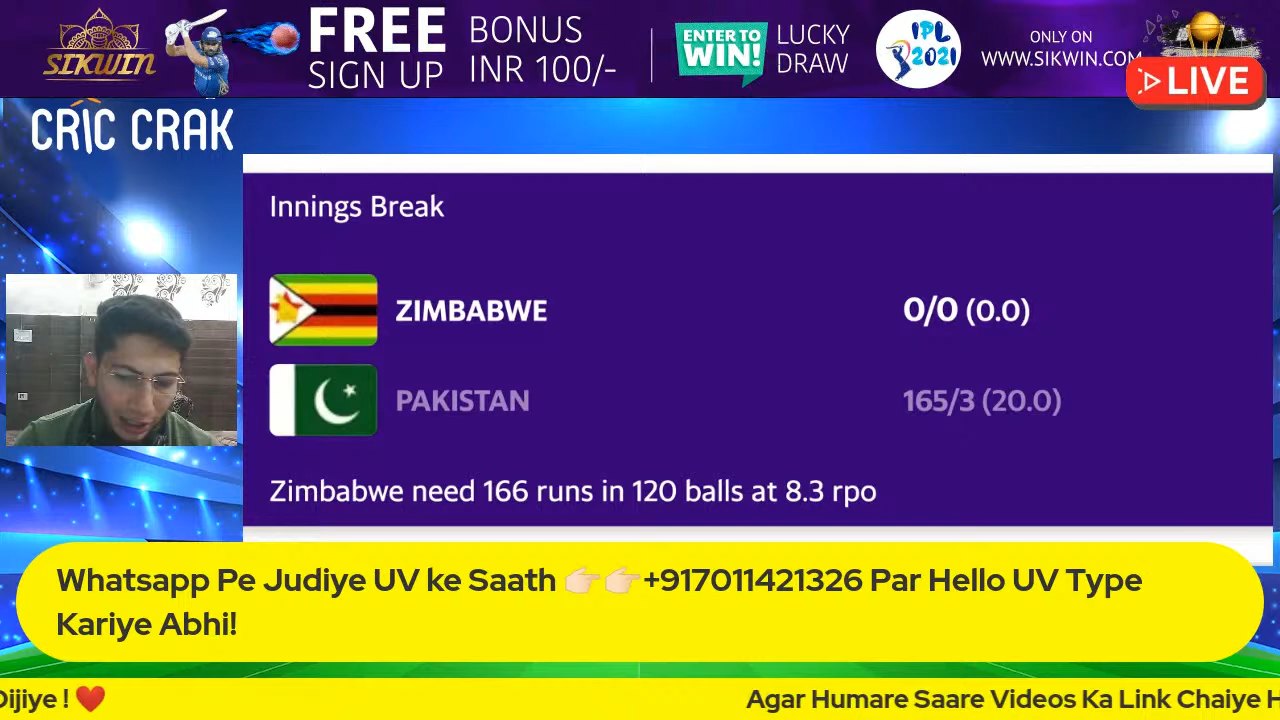 SIKWIN
FREE
SIGN UP
BONUS
INR 100/-
ENTER TO
WIN!
LUCKY
DRAW
IPL
2021
ONLY ON
WWW.SIKWIN.COM
LIVE
CRIC CRAK
Innings Break
ZIMBABWE 0/0 (0.0)
PAKISTAN 165/3 (20.0)
Zimbabwe need 166 runs in 120 balls at 8.3 rpo
Whatsapp Pe Judiye UV ke Saath 👉🏻👉🏻+917011421326 Par Hello UV Type
Kariye Abhi!
Dijiye ! ❤️ Agar Humare Saare Videos Ka Link Chaiye H